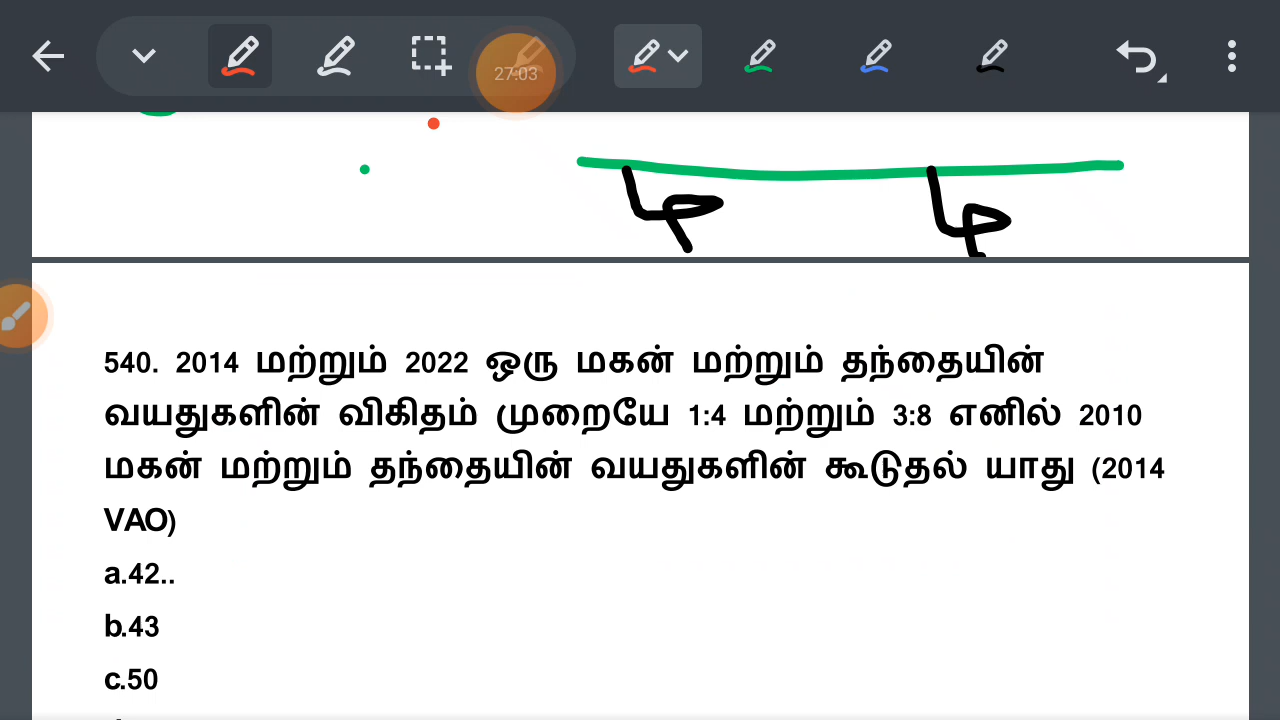 27:03
540. 2014 மற்றும் 2022 ஒரு மகன் மற்றும் தந்தையின்
வயதுகளின் விகிதம் முறையே 1:4 மற்றும் 3:8 எனில் 2010
மகன் மற்றும் தந்தையின் வயதுகளின் கூடுதல் யாது (2014
VAO)
a.42..
b.43
c.50